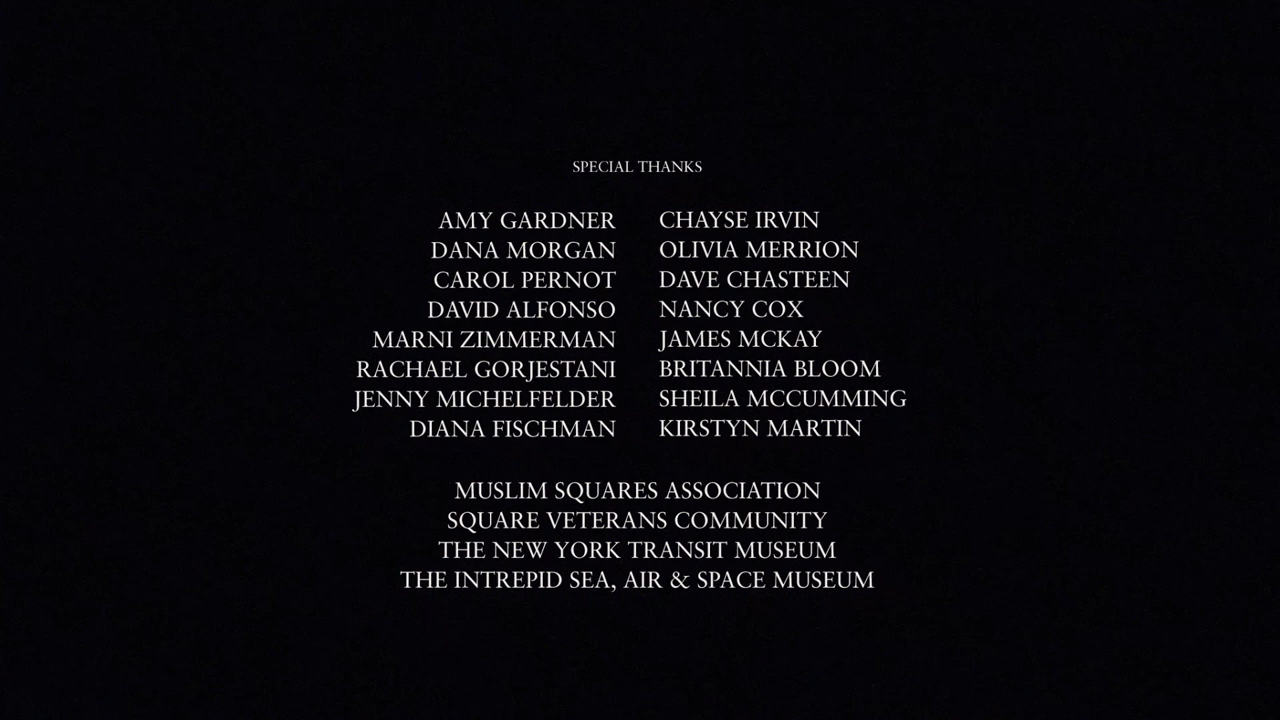 SPECIAL THANKS
AMY GARDNER CHAYSE IRVIN
DANA MORGAN OLIVIA MERRION
CAROL PERNOT DAVE CHASTEEN
DAVID ALFONSO NANCY COX
MARNI ZIMMERMAN JAMES MCKAY
RACHAEL GORJESTANI BRITANNIA BLOOM
JENNY MICHELFELDER SHEILA MCCUMMING
DIANA FISCHMAN KIRSTYN MARTIN
MUSLIM SQUARES ASSOCIATION
SQUARE VETERANS COMMUNITY
THE NEW YORK TRANSIT MUSEUM
THE INTREPID SEA, AIR & SPACE MUSEUM